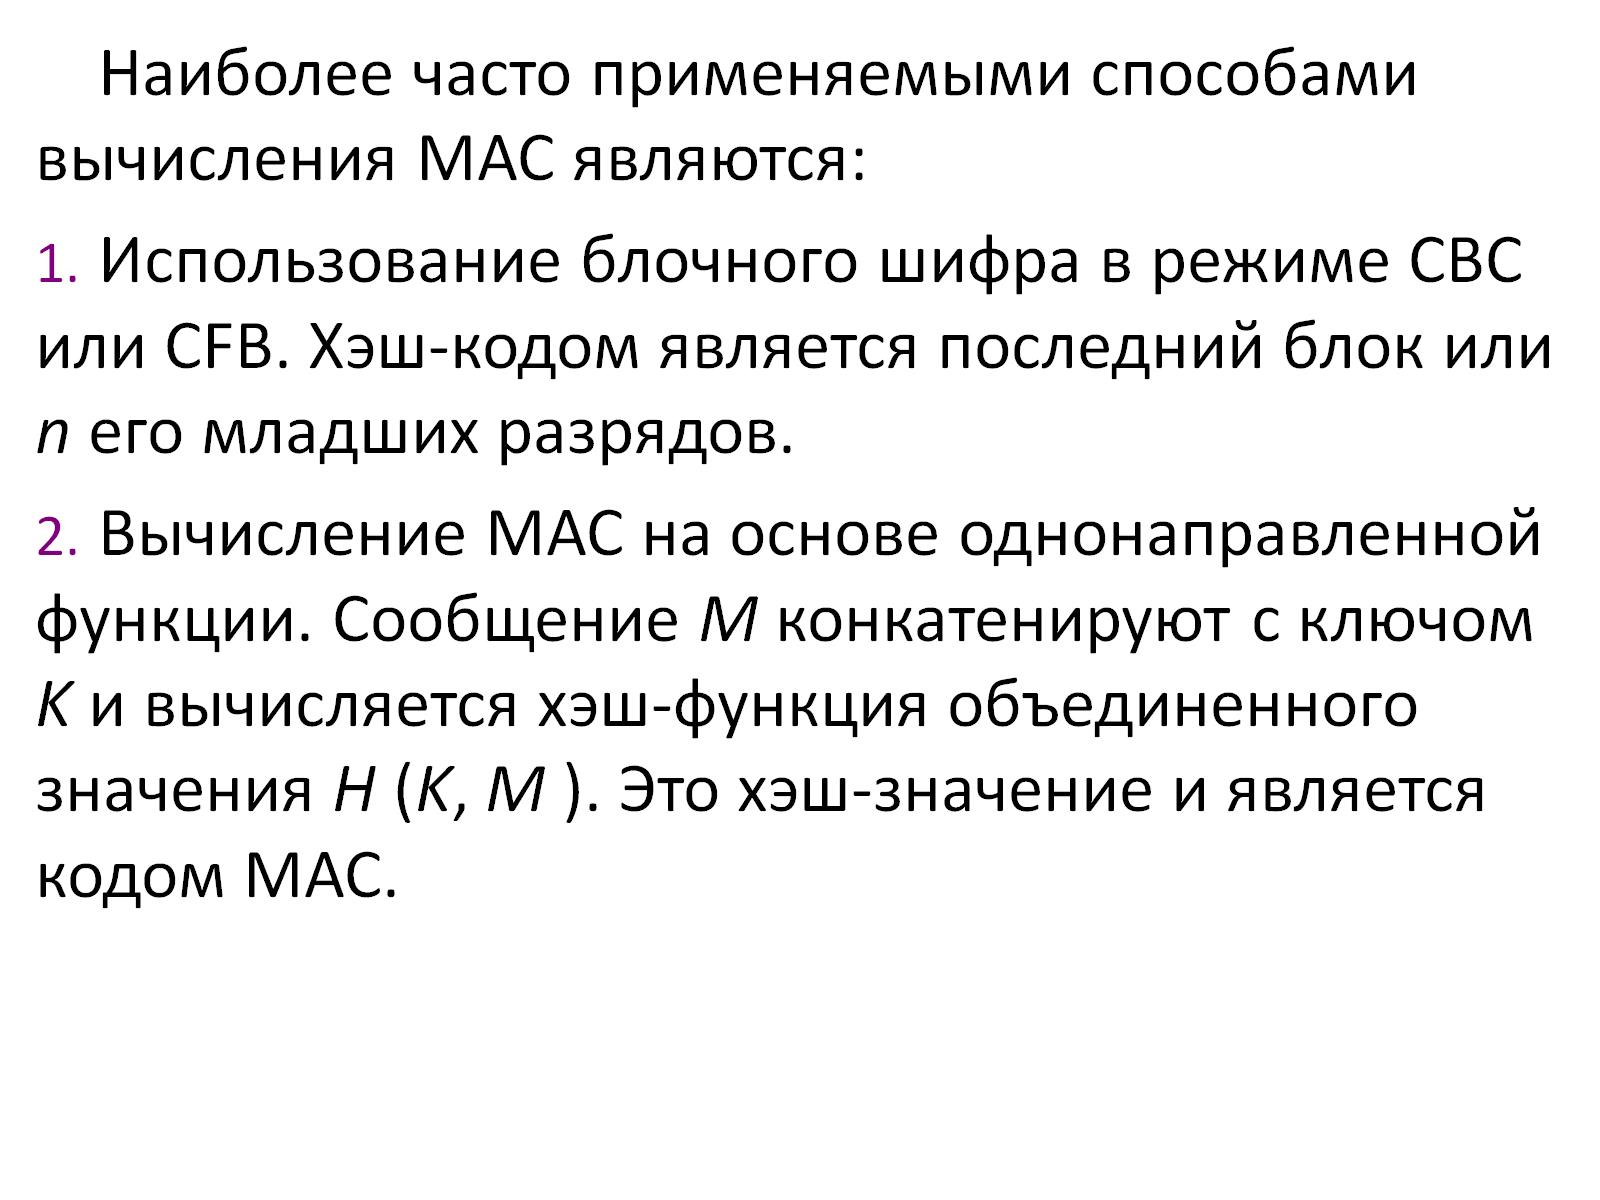 Наиболее часто применяемыми способами
вычисления MAC являются:
1. Использование блочного шифра в режиме CBC
или CFB. Хэш-кодом является последний блок или
n его младших разрядов.
2. Вычисление MAC на основе однонаправленной
функции. Сообщение M конкатенируют с ключом
K и вычисляется хэш-функция объединенного
значения H (K, M ). Это хэш-значение и является
кодом MAC.